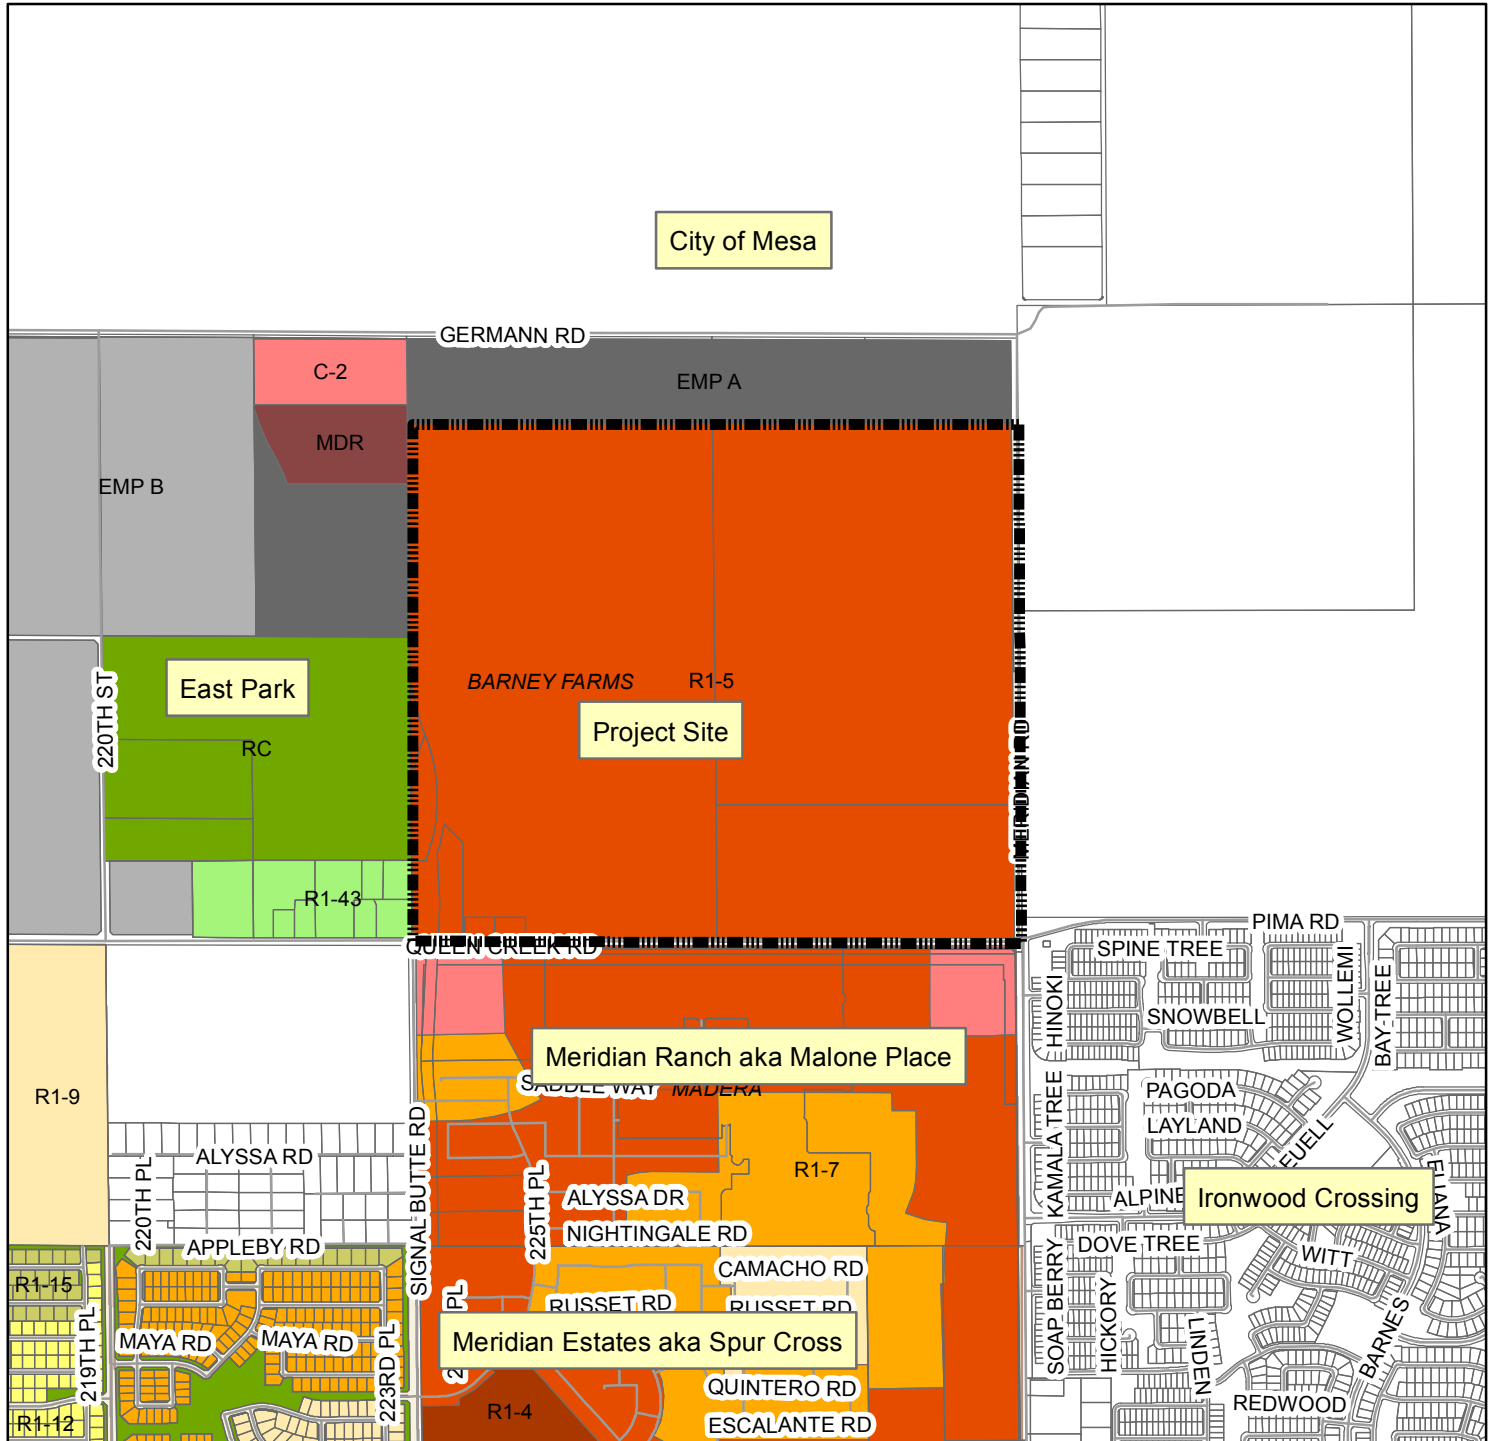 City of Mesa
GERMANN RD
C-2
EMP A
MDR
EMP B
East Park
BARNEY FARMS
R1-5
220TH ST
Project Site
RC
MERIDIAN RD
R1-43
QUEEN CREEK RD
PIMA RD
SPINE TREE
HINOKI
SNOWBELL
WOLLEMI
BAY-TREE
Meridian Ranch aka Malone Place
SADDLE WAY
MADERA
R1-9
PAGODA
LAYLAND
KAMALA TREE
SIGNAL BUTTE RD
ALYSSA RD
220TH PL
225TH PL
R1-7
ALYSSA DR
ALPINE
Ironwood Crossing
ELANA
NIGHTINGALE RD
APPLEBY RD
DOVE TREE
WITT
CAMACHO RD
R1-15
SOAP BERRY
HICKORY
RUSSET RD
RUSSET RD
MAYA RD
MAYA RD
Meridian Estates aka Spur Cross
219TH PL
223RD PL
LINDEN
BARNES
QUINTERO RD
REDWOOD
R1-12
R1-4
ESCALANTE RD